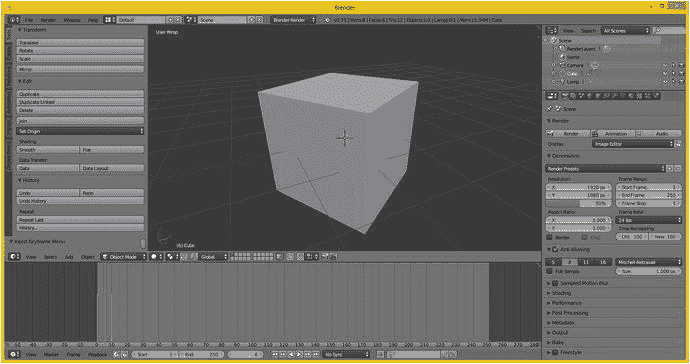 Blender
File Render Window Help Default Scene Blender Render v2.75 | Verts:8 | Faces:6 | Tris:12 | Objects:1/3 | Lamps:0/1 | Mem:15.34M | Cube
Transform
Translate
Rotate
Scale
Mirror
Edit
Duplicate
Duplicate Linked
Delete
Join
Set Origin
Shading:
Smooth Flat
Data Transfer:
Data Data Layout
History
Undo Redo
Undo History
Repeat:
Repeat Last
History...
Insert Keyframe Menu
User Persp
(6) Cube
View Select Add Object Object Mode Global
View Search All Scenes
Scene
RenderLayers
World
Camera
Cube
Lamp
Scene
Render
Render Animation Audio
Display: Image Editor
Dimensions
Render Presets
Resolution: Frame Range:
X: 1920 px Start Frame: 1
Y: 1080 px End Frame: 250
50% Frame Step: 1
Aspect Ratio: Frame Rate:
X: 1.000 24 fps
Y: 1.000 Time Remapping:
Border Crop Old: 100 New: 100
Anti-Aliasing
5 8 11 16 Mitchell-Netravali
Full Sample Size: 1.000 px
Sampled Motion Blur
Shading
Performance
Post Processing
Metadata
Output
Bake
Freestyle
View Marker Frame Playback Start: 1 End: 250 6 No Sync